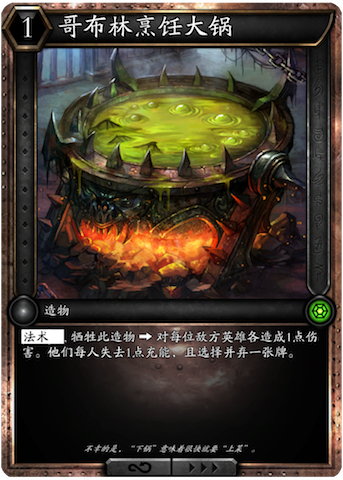 1
哥布林烹饪大锅
造物
法术 , 牺牲此造物 ➡ 对每位敌方英雄各造成1点伤
害。他们每人失去1点充能，且选择并弃一张牌。
不幸的是，“下锅”意味着很快就要“上菜”。